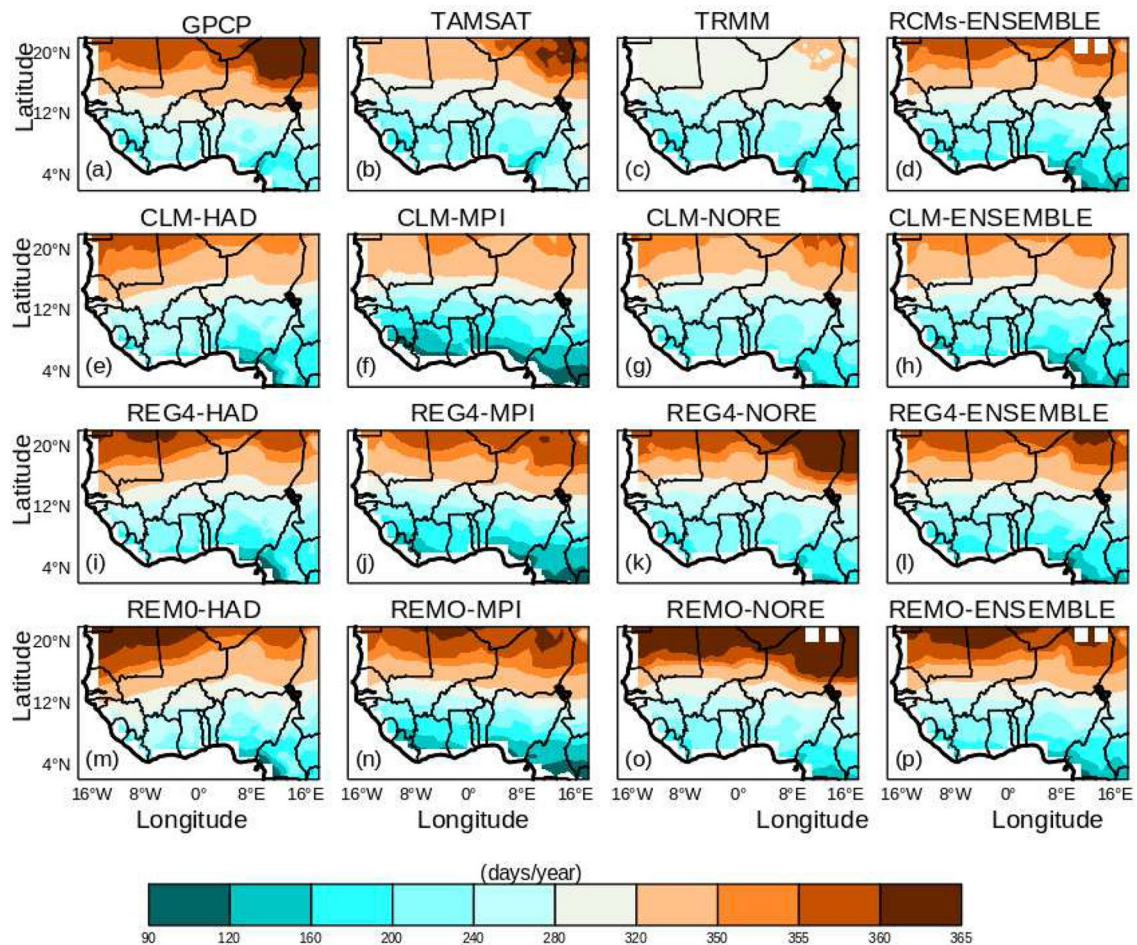 GPCP TAMSAT TRMM RCMs-ENSEMBLE
20°N
12°N
4°N
Latitude
(a) (b) (c) (d)
CLM-HAD CLM-MPI CLM-NORE CLM-ENSEMBLE
20°N
12°N
4°N
Latitude
(e) (f) (g) (h)
REG4-HAD REG4-MPI REG4-NORE REG4-ENSEMBLE
20°N
12°N
4°N
Latitude
(i) (j) (k) (l)
REM0-HAD REMO-MPI REMO-NORE REMO-ENSEMBLE
20°N
12°N
4°N
Latitude
(m) (n) (o) (p)
16°W 8°W 0° 8°E 16°E 8°W 0° 8°E 16°E 8°W 0° 8°E 16°E 8°W 0° 8°E 16°E
Longitude Longitude Longitude
(days/year)
90 120 160 200 240 280 320 350 355 360 365